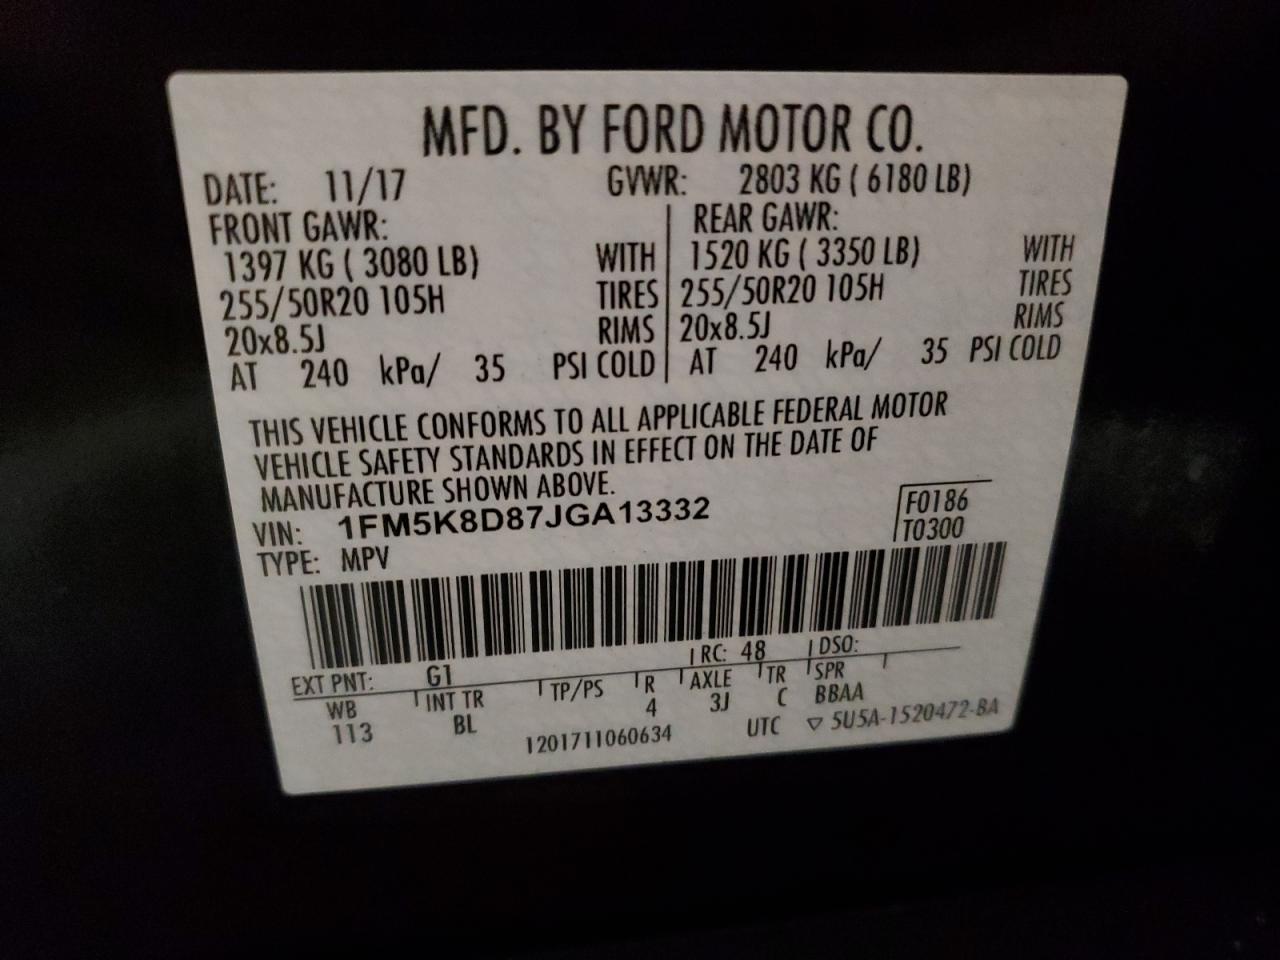 MFD. BY FORD MOTOR CO.
DATE: 11/17 GVWR: 2803 KG ( 6180 LB)
FRONT GAWR: REAR GAWR:
1397 KG ( 3080 LB) WITH 1520 KG ( 3350 LB) WITH
255/50R20 105H TIRES 255/50R20 105H TIRES
20x8.5J RIMS 20x8.5J RIMS
AT 240 kPa/ 35 PSI COLD AT 240 kPa/ 35 PSI COLD
THIS VEHICLE CONFORMS TO ALL APPLICABLE FEDERAL MOTOR
VEHICLE SAFETY STANDARDS IN EFFECT ON THE DATE OF
MANUFACTURE SHOWN ABOVE.
VIN: 1FM5K8D87JGA13332 F0186
TYPE: MPV T0300
EXT PNT: G1 RC: 48 DSO:
WB INT TR TP/PS R AXLE TR SPR
113 BL 4 3J C BBAA
1201711060634 UTC ▽ 5U5A-1520472-BA